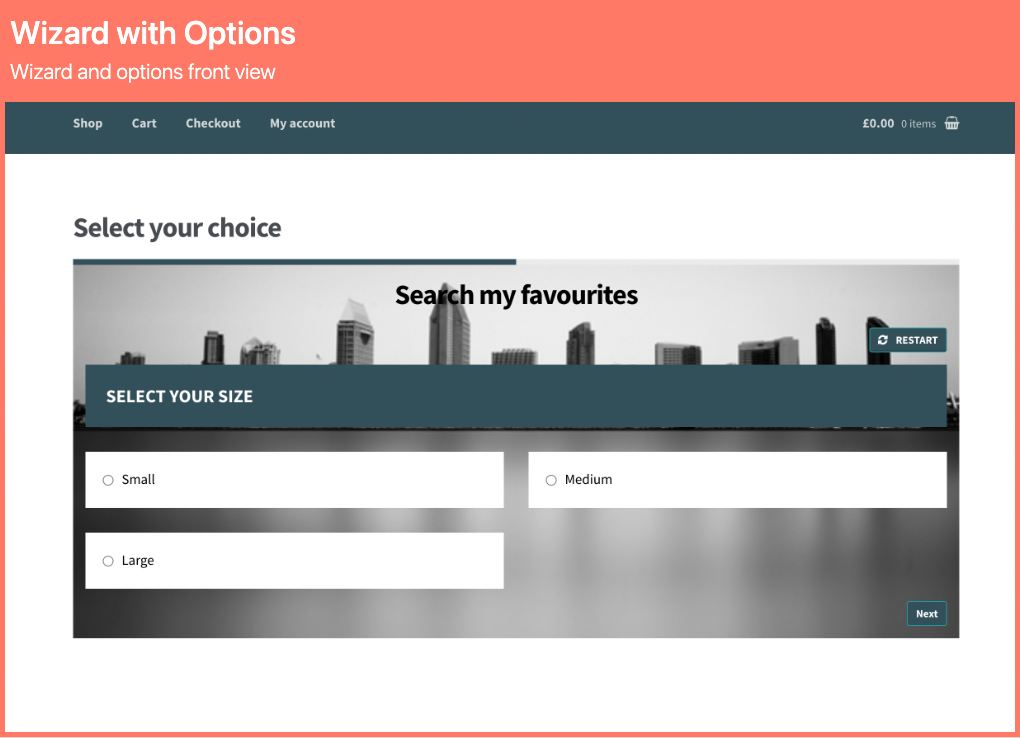 Wizard with Options
Wizard and options front view
Shop Cart Checkout My account £0.00 0 items
Select your choice
Search my favourites
RESTART
SELECT YOUR SIZE
Small Medium
Large
Next